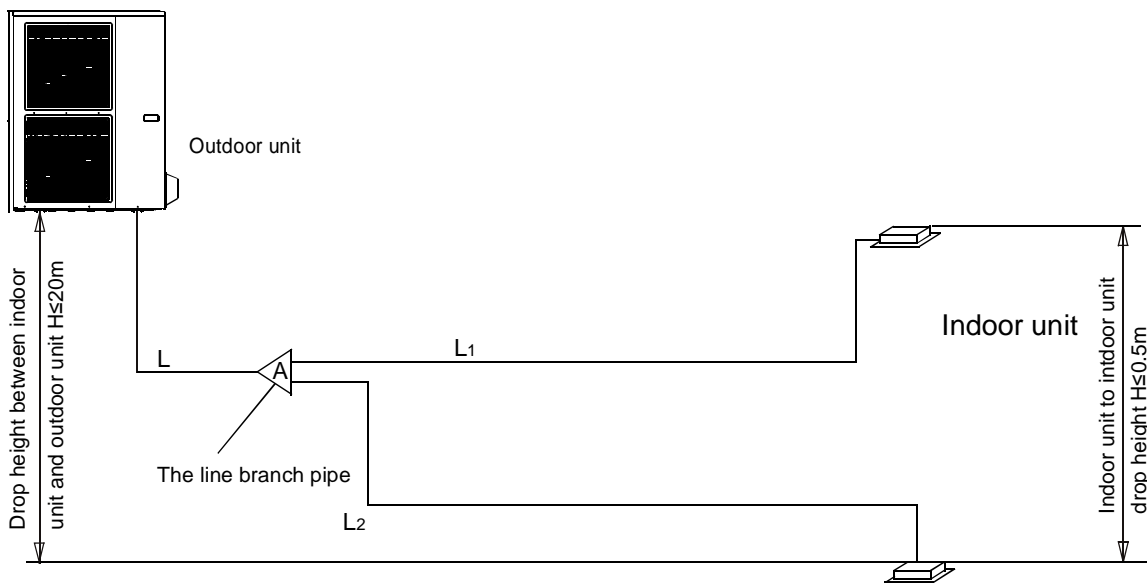 Outdoor unit
Drop height between indoor
unit and outdoor unit H≤20m
L
A
L1
Indoor unit
The line branch pipe
L2
Indoor unit to intdoor unit
drop height H≤0.5m